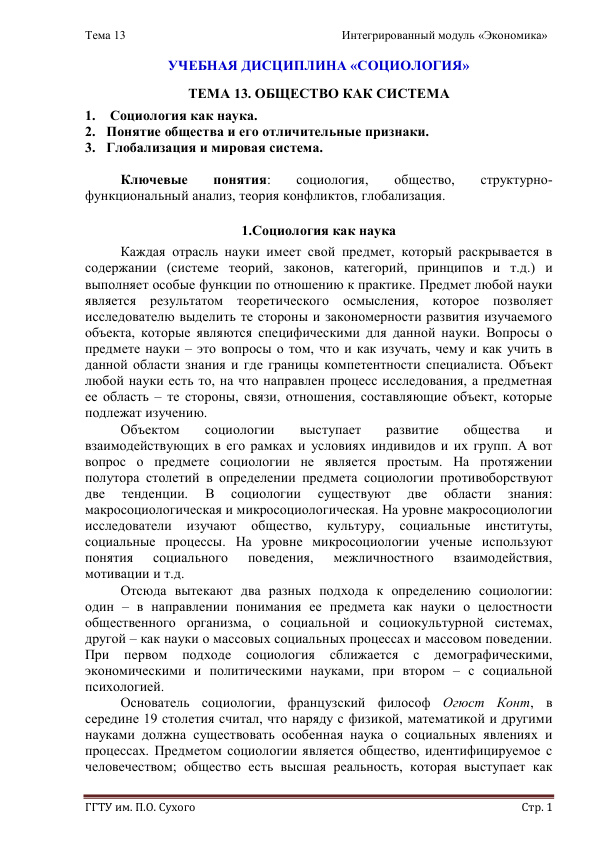 Тема 13 Интегрированный модуль «Экономика»
УЧЕБНАЯ ДИСЦИПЛИНА «СОЦИОЛОГИЯ»
ТЕМА 13. ОБЩЕСТВО КАК СИСТЕМА
1. Социология как наука.
2. Понятие общества и его отличительные признаки.
3. Глобализация и мировая система.
Ключевые понятия: социология, общество, структурно-
функциональный анализ, теория конфликтов, глобализация.
1.Социология как наука
Каждая отрасль науки имеет свой предмет, который раскрывается в
содержании (системе теорий, законов, категорий, принципов и т.д.) и
выполняет особые функции по отношению к практике. Предмет любой науки
является результатом теоретического осмысления, которое позволяет
исследователю выделить те стороны и закономерности развития изучаемого
объекта, которые являются специфическими для данной науки. Вопросы о
предмете науки – это вопросы о том, что и как изучать, чему и как учить в
данной области знания и где границы компетентности специалиста. Объект
любой науки есть то, на что направлен процесс исследования, а предметная
ее область – те стороны, связи, отношения, составляющие объект, которые
подлежат изучению.
Объектом социологии выступает развитие общества и
взаимодействующих в его рамках и условиях индивидов и их групп. А вот
вопрос о предмете социологии не является простым. На протяжении
полутора столетий в определении предмета социологии противоборствуют
две тенденции. В социологии существуют две области знания:
макросоциологическая и микросоциологическая. На уровне макросоциологии
исследователи изучают общество, культуру, социальные институты,
социальные процессы. На уровне микросоциологии ученые используют
понятия социального поведения, межличностного взаимодействия,
мотивации и т.д.
Отсюда вытекают два разных подхода к определению социологии:
один – в направлении понимания ее предмета как науки о целостности
общественного организма, о социальной и социокультурной системах,
другой – как науки о массовых социальных процессах и массовом поведении.
При первом подходе социология сближается с демографическими,
экономическими и политическими науками, при втором – с социальной
психологией.
Основатель социологии, французский философ Огюст Конт, в
середине 19 столетия считал, что наряду с физикой, математикой и другими
науками должна существовать особенная наука о социальных явлениях и
процессах. Предметом социологии является общество, идентифицируемое с
человечеством; общество есть высшая реальность, которая выступает как
ГГТУ им. П.О. Сухого Стр. 1